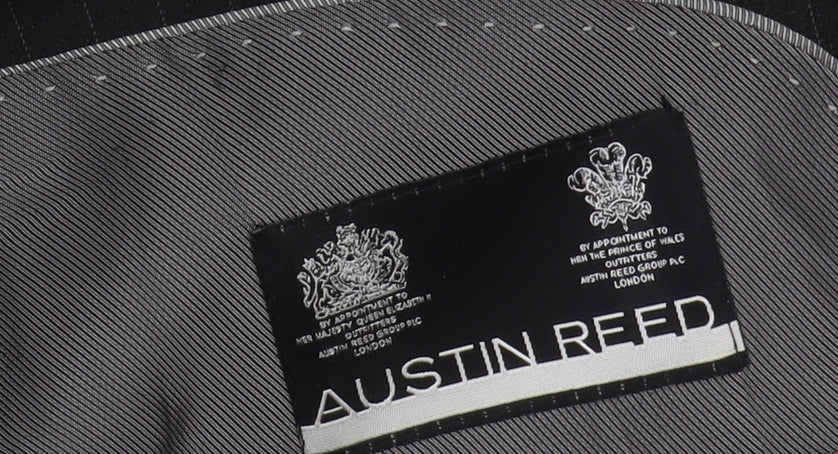 BY APPOINTMENT TO
HER MAJESTY QUEEN ELIZABETH II
OUTFITTERS
AUSTIN REED GROUP PLC
LONDON
BY APPOINTMENT TO
HRH THE PRINCE OF WALES
OUTFITTERS
AUSTIN REED GROUP PLC
LONDON
AUSTIN REED